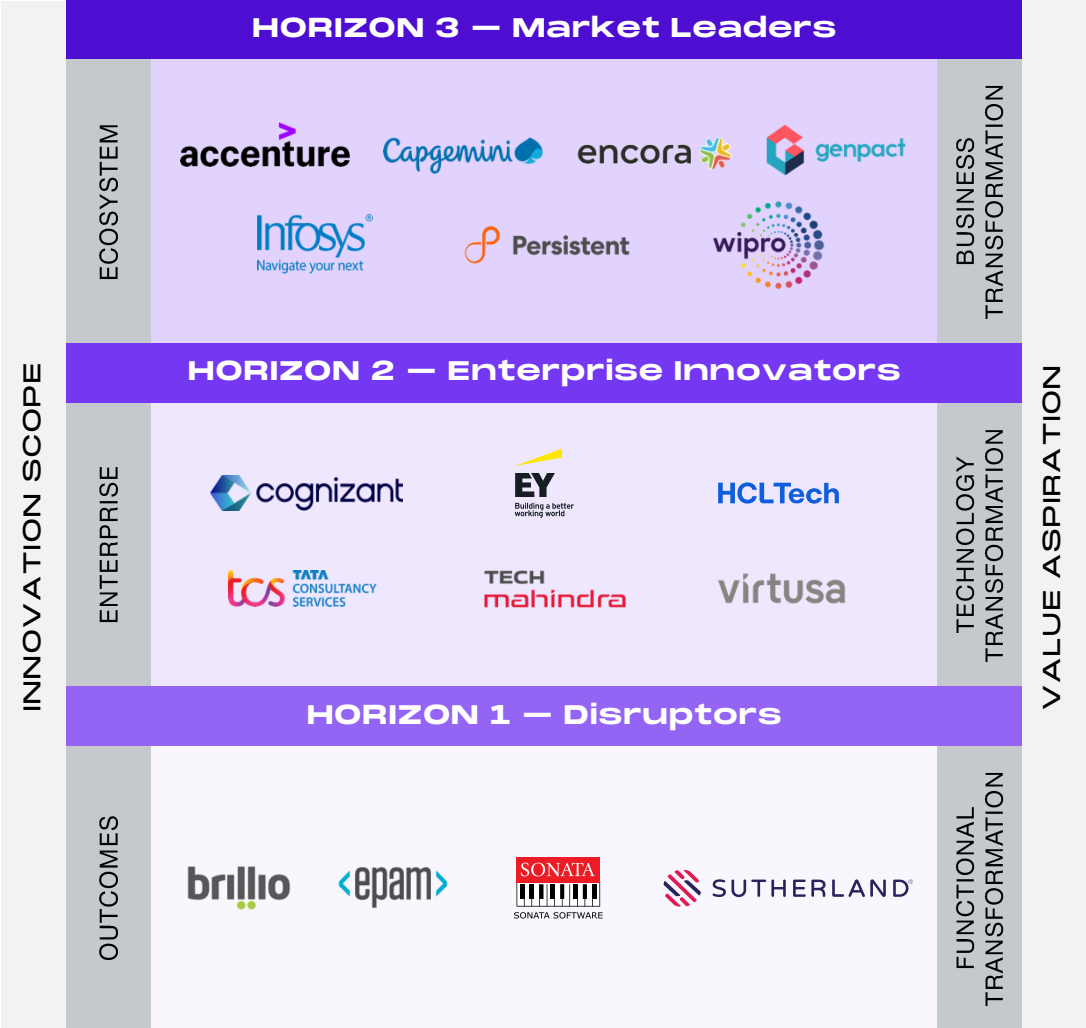 HORIZON 3 — Market Leaders
INNOVATION SCOPE
VALUE ASPIRATION
ECOSYSTEM
accenture
Capgemini
encora
genpact
BUSINESS
TRANSFORMATION
Infosys®
Navigate your next
Persistent
wipro
HORIZON 2 — Enterprise Innovators
ENTERPRISE
cognizant
EY
Building a better
working world
HCLTech
TECHNOLOGY
TRANSFORMATION
tcs
TATA
CONSULTANCY
SERVICES
TECH
mahindra
virtusa
HORIZON 1 — Disruptors
OUTCOMES
brillio
<epam>
SONATA
SONATA SOFTWARE
SUTHERLAND®
FUNCTIONAL
TRANSFORMATION